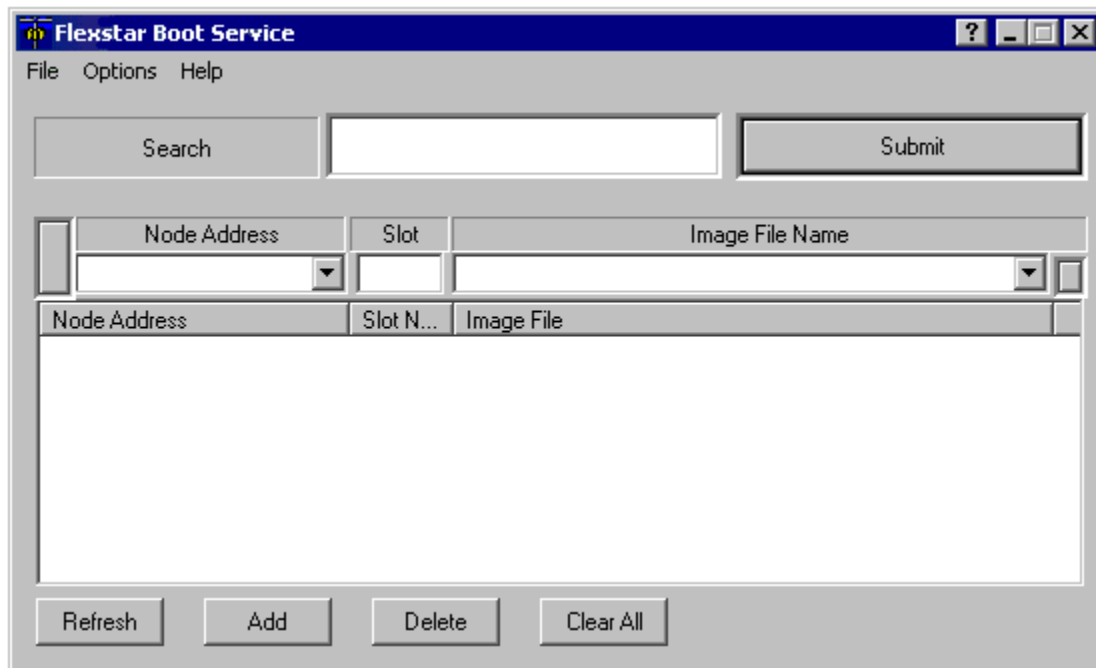 Flexstar Boot Service
File Options Help
Search Submit
Node Address Slot Image File Name
Node Address Slot N... Image File
Refresh Add Delete Clear All